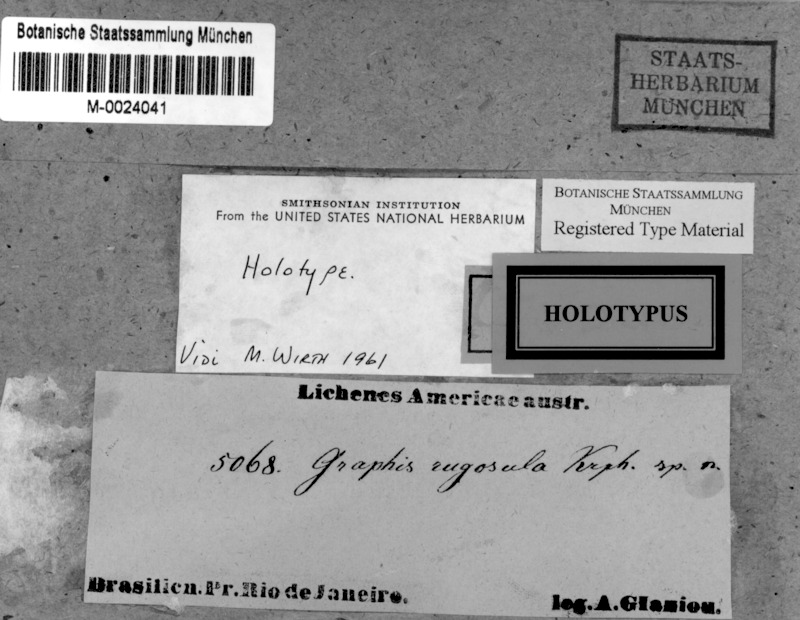 Botanische Staatssammlung München
M-0024041
STAATS-
HERBARIUM
MÜNCHEN
SMITHSONIAN INSTITUTION
From the UNITED STATES NATIONAL HERBARIUM
Holotype.
Vidi M. Wirth 1961
BOTANISCHE STAATSSAMMLUNG
MÜNCHEN
Registered Type Material
HOLOTYPUS
Lichenes Americae austr.
5068. Graphis rugosula Krph. sp. n.
Brasilien. Pr. Rio de Janeiro.
leg. A. Glaziou.